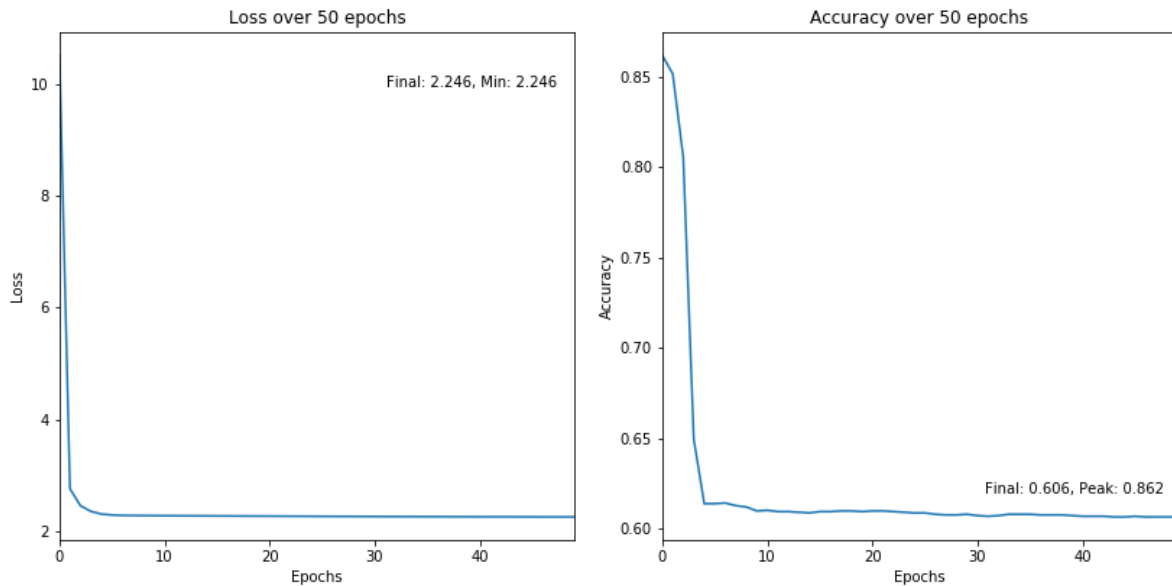 Loss over 50 epochs
Final: 2.246, Min: 2.246
10
8
6
4
2
Loss
0 10 20 30 40
Epochs
Accuracy over 50 epochs
0.85
0.80
0.75
0.70
0.65
0.60
Accuracy
Final: 0.606, Peak: 0.862
0 10 20 30 40
Epochs